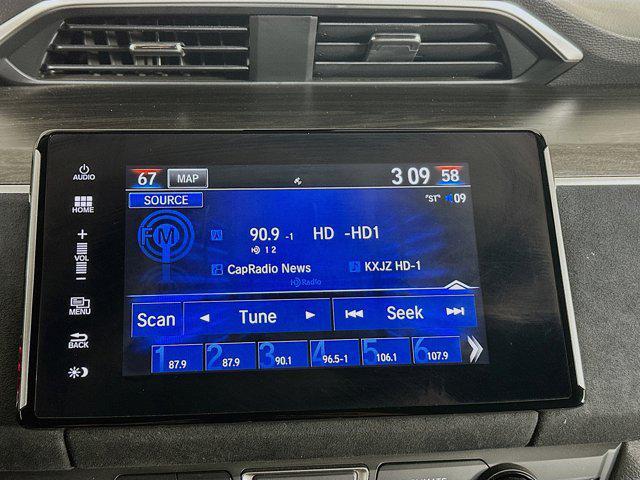 AUDIO
67 MAP 3 09 58
HOME
SOURCE "ST" 09
+
VOL
-
FM 90.9 -1 HD -HD1
HD 1 2
CapRadio News KXJZ HD-1
HD Radio
MENU
Scan Tune Seek
BACK
1 87.9 2 87.9 3 90.1 4 96.5-1 5 106.1 6 107.9